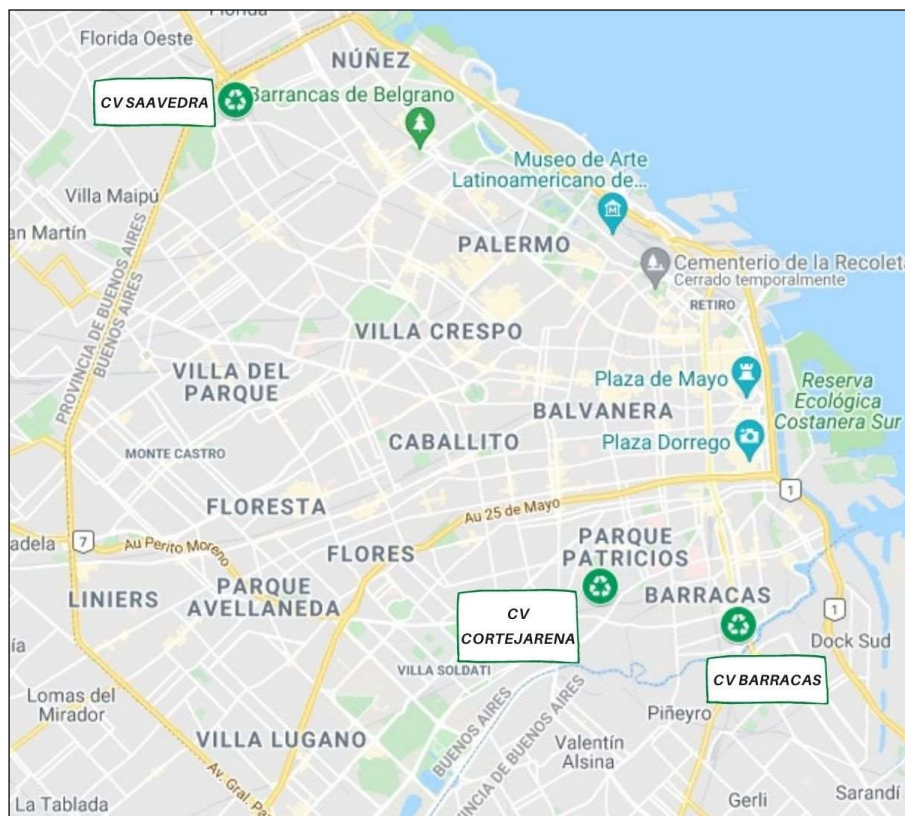 Florida
Florida Oeste
NÚÑEZ
CV SAAVEDRA
Barrancas de Belgrano
Museo de Arte
Latinoamericano de...
Villa Maipú
an Martín
PALERMO
Cementerio de la Recoleta
Cerrado temporalmente
RETIRO
PROVINCIA DE BUENOS AIRES
BUENOS AIRES
VILLA CRESPO
VILLA DEL
PARQUE
Plaza de Mayo
Reserva
Ecológica
Costanera Sur
BALVANERA
CABALLITO
Plaza Dorrego
MONTE CASTRO
1
FLORESTA
Au 25 de Mayo
adela
7
Au Perito Moreno
FLORES
PARQUE
PATRICIOS
LINIERS
PARQUE
AVELLANEDA
BARRACAS
CV
CORTEJARENA
1
Dock Sud
ía
VILLA SOLDATI
CV BARRACAS
Lomas del
Mirador
BUENOS AIRES
VINCIA DE BUENOS AIRES
Piñeyro
VILLA LUGANO
Valentín
Alsina
Av. Gral. Pa
La Tablada
Gerli
Sarandí